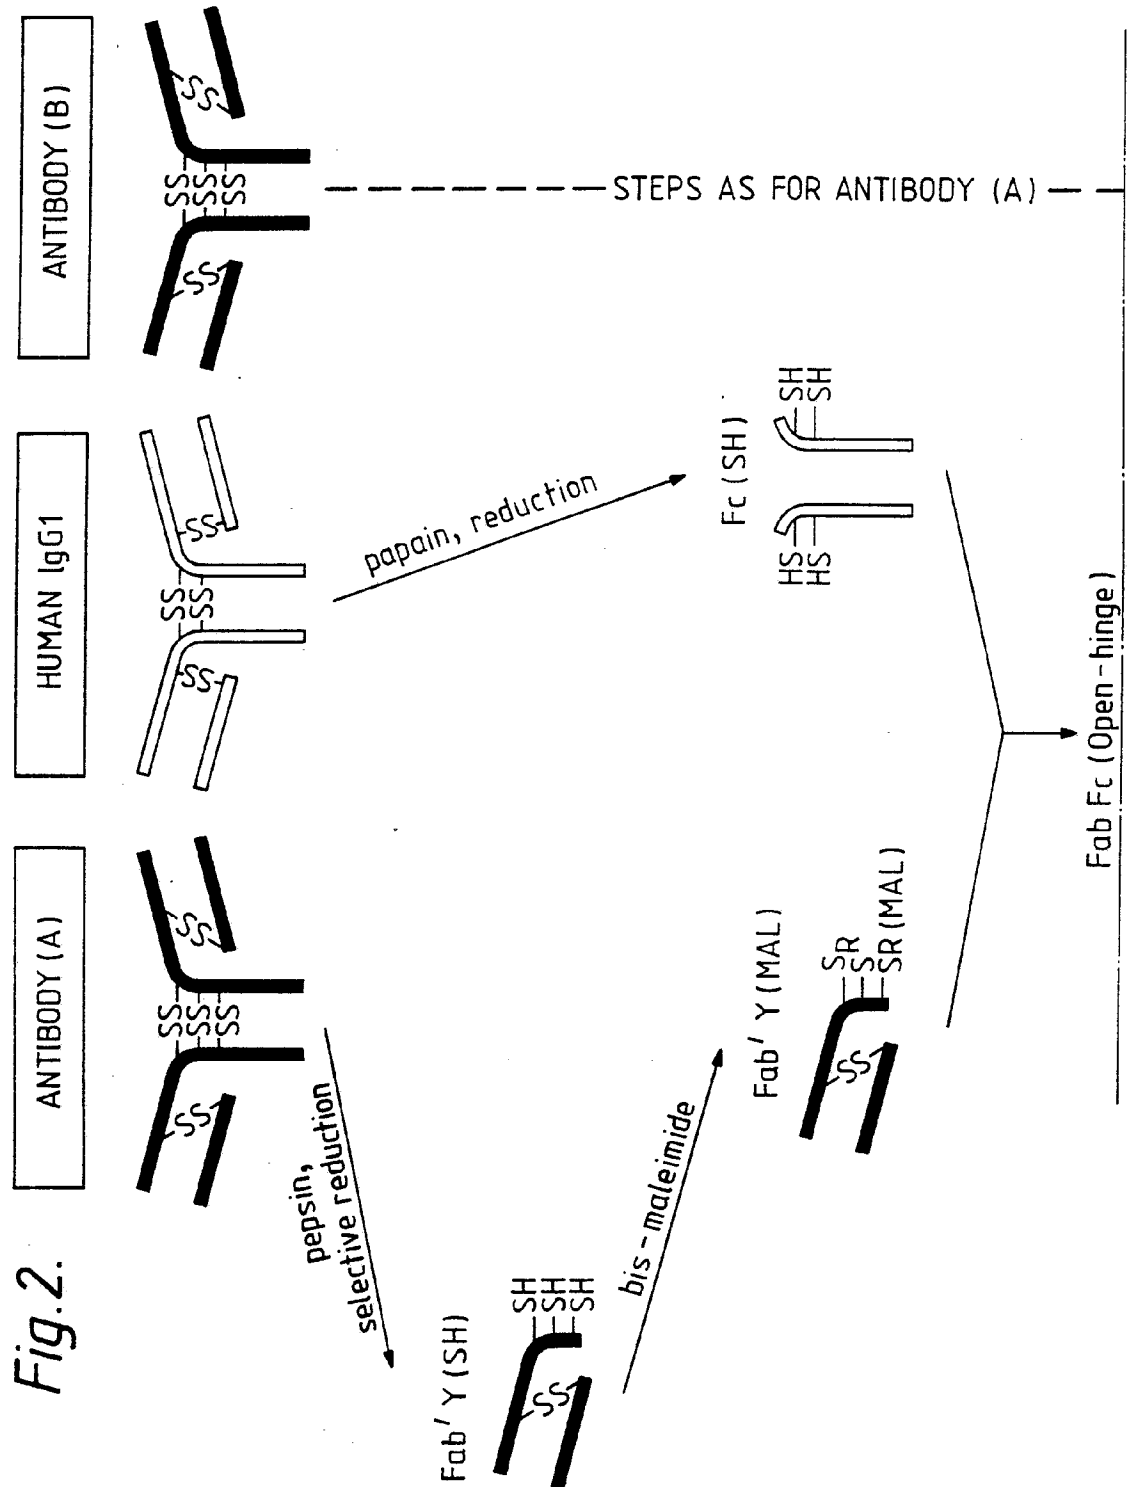 Fig.2.
ANTIBODY (A)
HUMAN IgG1
ANTIBODY (B)
SS
SS
SS
SS
SS
SS
SS
SS
SS
SS
SS
SS
SS
SS
pepsin,
selective reduction
papain, reduction
STEPS AS FOR ANTIBODY (A)
Fab' Y (SH)
SS
SH
SH
SH
bis-maleimide
Fc (SH)
HS
HS
SH
SH
Fab' Y (MAL)
SS
SR
S
SR (MAL)
Fab Fc (Open-hinge)